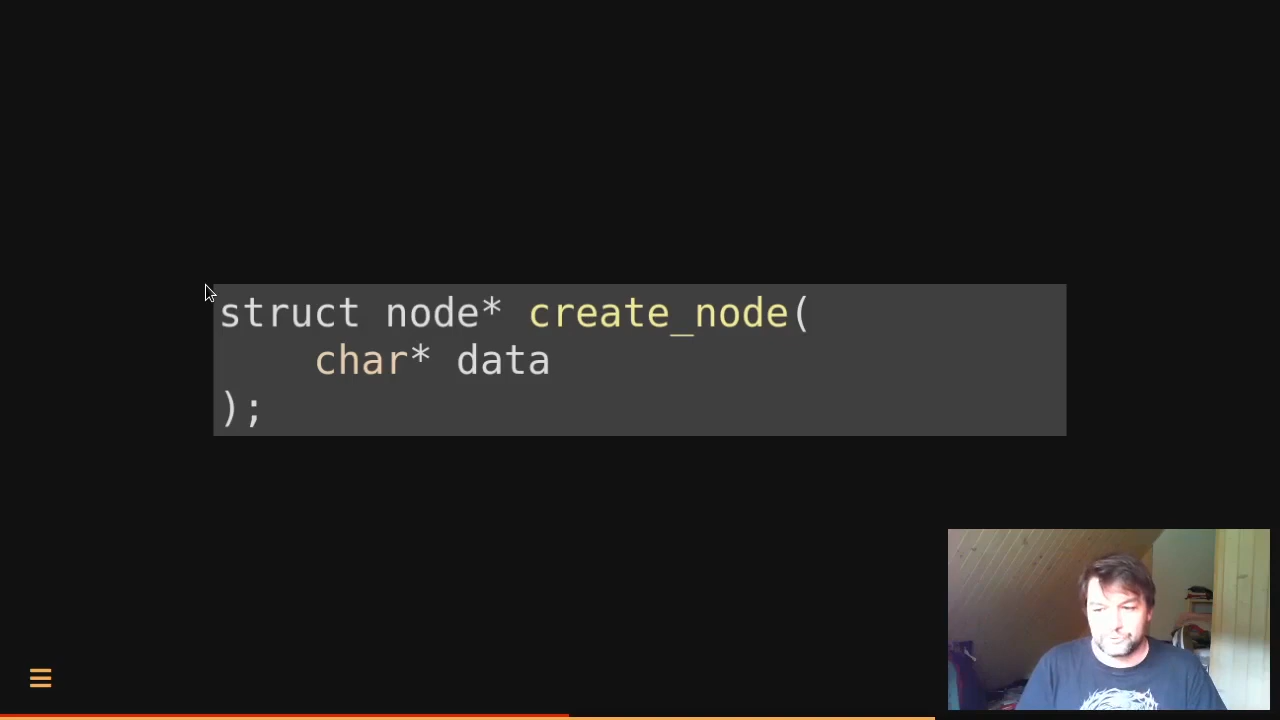 struct node* create_node(
    char* data
);